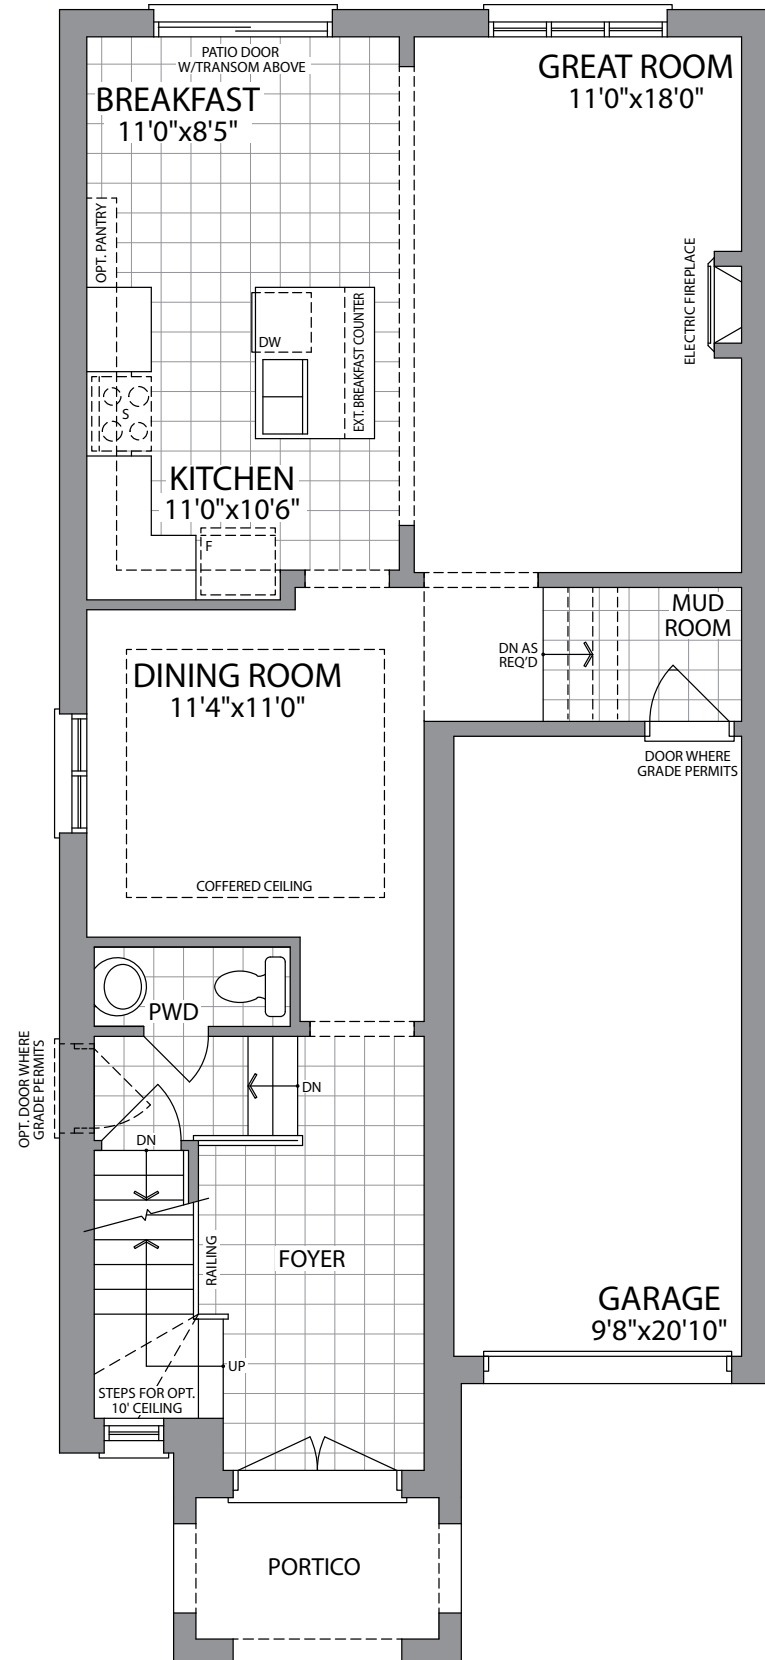 PATIO DOOR
W/TRANSOM ABOVE
BREAKFAST
11'0"x8'5"
GREAT ROOM
11'0"x18'0"
OPT. PANTRY
ELECTRIC FIREPLACE
DW
EXT. BREAKFAST COUNTER
S
KITCHEN
11'0"x10'6"
F
MUD
ROOM
DN AS
REQ'D
DINING ROOM
11'4"x11'0"
DOOR WHERE
GRADE PERMITS
COFFERED CEILING
PWD
OPT. DOOR WHERE
GRADE PERMITS
DN
DN
RAILING
FOYER
GARAGE
9'8"x20'10"
UP
STEPS FOR OPT.
10' CEILING
PORTICO